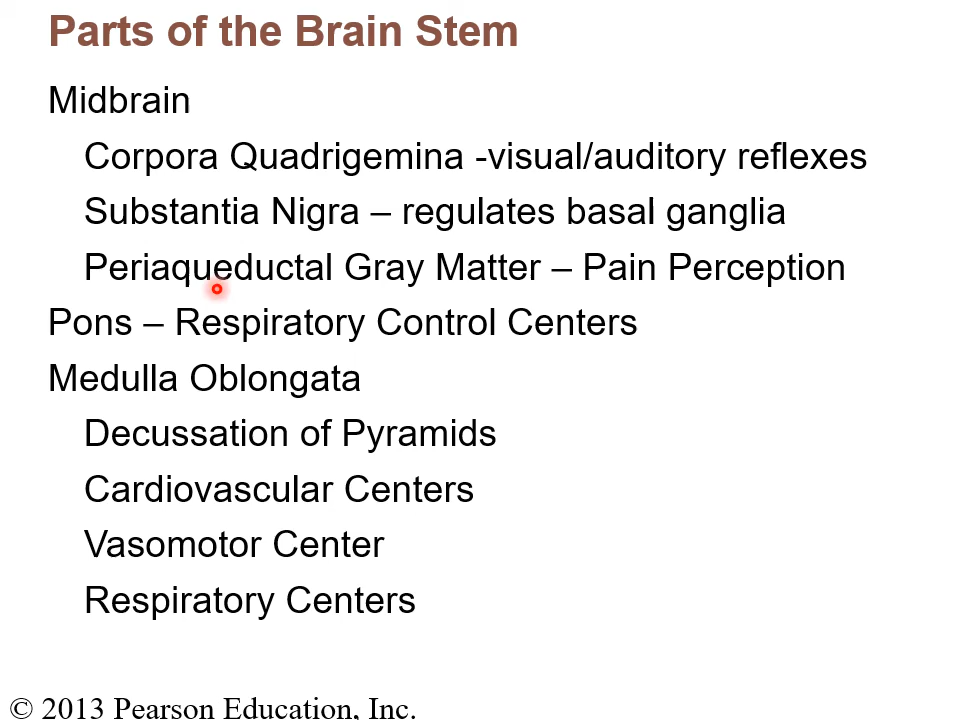 Parts of the Brain Stem
Midbrain
Corpora Quadrigemina -visual/auditory reflexes
Substantia Nigra – regulates basal ganglia
Periaqueductal Gray Matter – Pain Perception
Pons – Respiratory Control Centers
Medulla Oblongata
Decussation of Pyramids
Cardiovascular Centers
Vasomotor Center
Respiratory Centers
© 2013 Pearson Education, Inc.